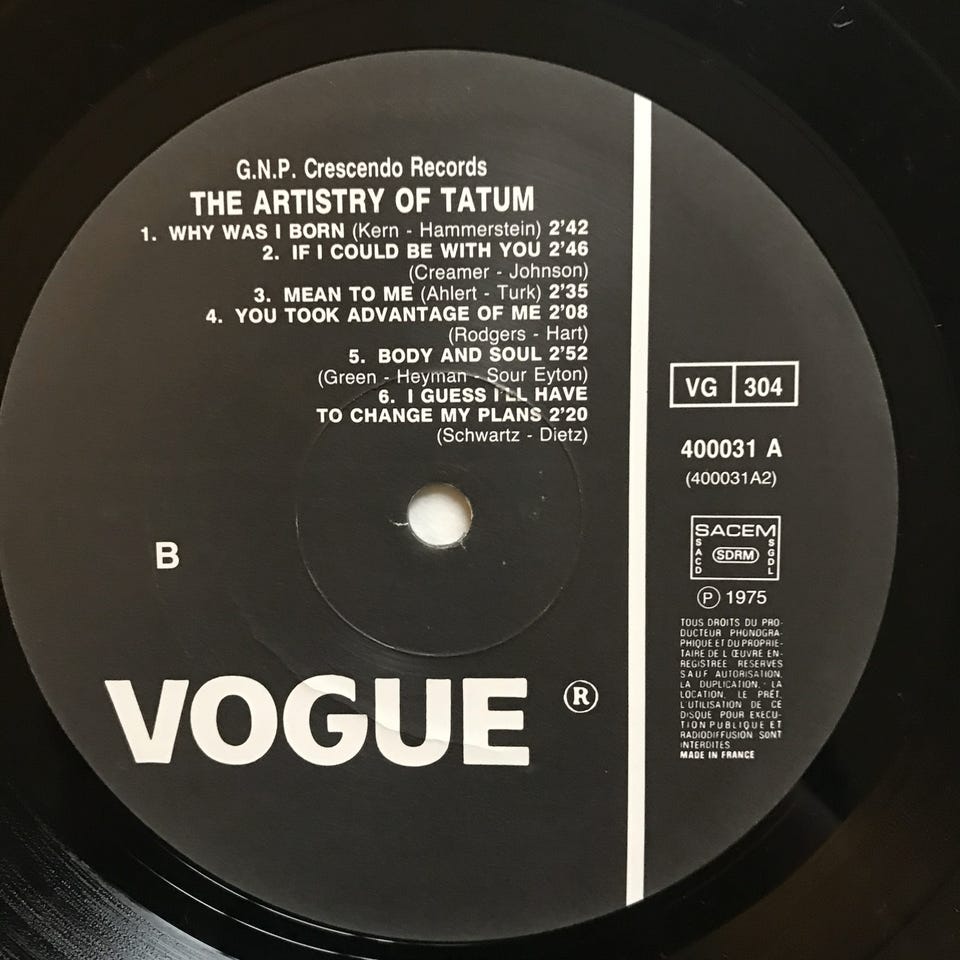 G.N.P. Crescendo Records
THE ARTISTRY OF TATUM
1. WHY WAS I BORN (Kern - Hammerstein) 2'42
2. IF I COULD BE WITH YOU 2'46
(Creamer - Johnson)
3. MEAN TO ME (Ahlert - Turk) 2'35
4. YOU TOOK ADVANTAGE OF ME 2'08
(Rodgers - Hart)
5. BODY AND SOUL 2'52
(Green - Heyman - Sour Eyton)
6. I GUESS I'LL HAVE
TO CHANGE MY PLANS 2'20
(Schwartz - Dietz)
B
VOGUE ®
VG 304
400031 A
(400031A2)
SACEM
SACD SDRM SGDL
℗ 1975
TOUS DROITS DU PRO-
DUCTEUR PHONOGRA-
PHIQUE ET DU PROPRIE-
TAIRE DE L ŒUVRE EN-
REGISTREE RESERVES
SAUF AUTORISATION,
LA DUPLICATION, LA
LOCATION, LE PRÊT,
L'UTILISATION DE CE
DISQUE POUR EXECU-
TION PUBLIQUE ET
RADIODIFFUSION SONT
INTERDITES
MADE IN FRANCE